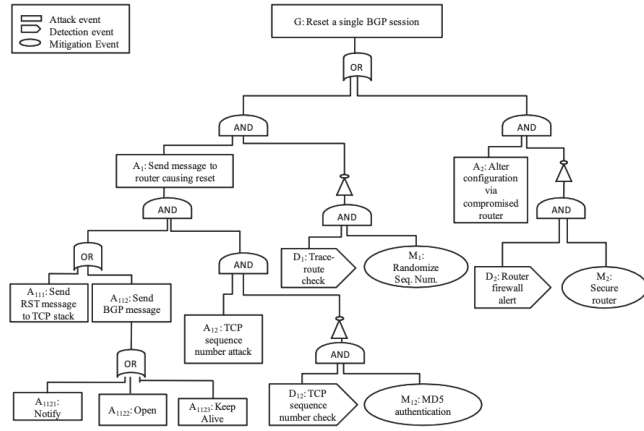 Attack event
Detection event
Mitigation Event
G: Reset a single BGP session
OR
AND
AND
A₁: Send message to
router causing reset
A₂: Alter
configuration
via
compromised
router
AND
AND
AND
OR
AND
D₁: Trace-
route
check
M₁:
Randomize
Seq. Num.
D₂: Router
firewall
alert
M₂:
Secure
router
A₁₁₁: Send
RST message
to TCP stack
A₁₁₂: Send
BGP message
A₁₂: TCP
sequence
number attack
OR
AND
A₁₁₂₁:
Notify
A₁₁₂₂: Open
A₁₁₂₃: Keep
Alive
D₁₂: TCP
sequence
number check
M₁₂: MD5
authentication